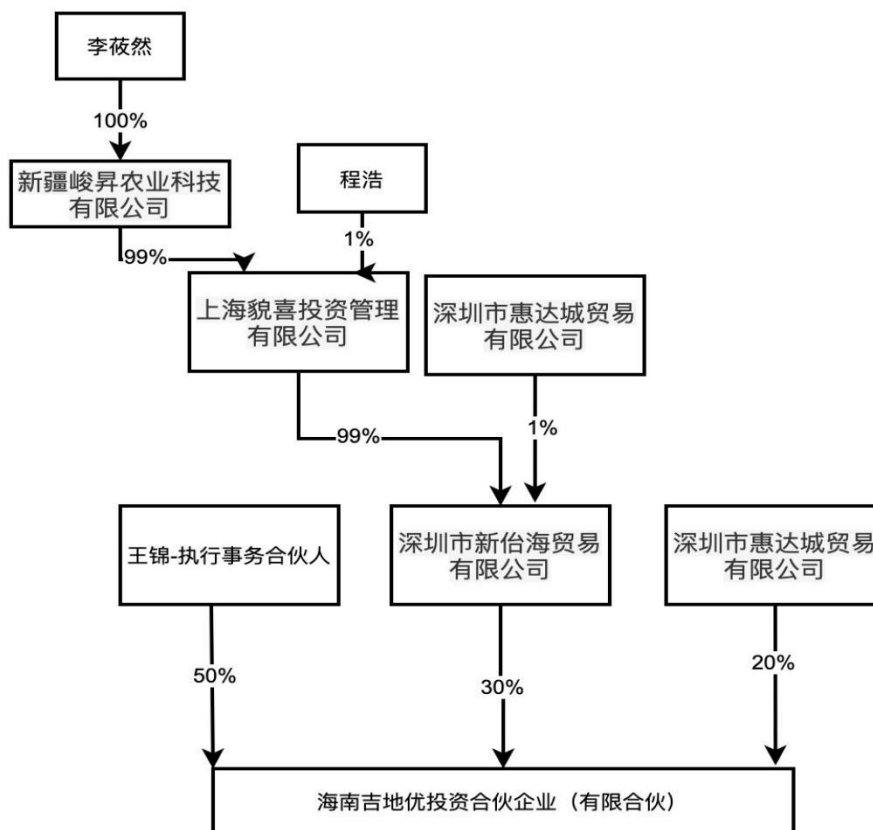 李莜然
100%
新疆峻昇农业科技
有限公司
程浩
99%
1%
上海貌喜投资管理
有限公司
深圳市惠达城贸易
有限公司
99%
1%
王锦-执行事务合伙人
深圳市新佁海贸易
有限公司
深圳市惠达城贸易
有限公司
50%
30%
20%
海南吉地优投资合伙企业（有限合伙）